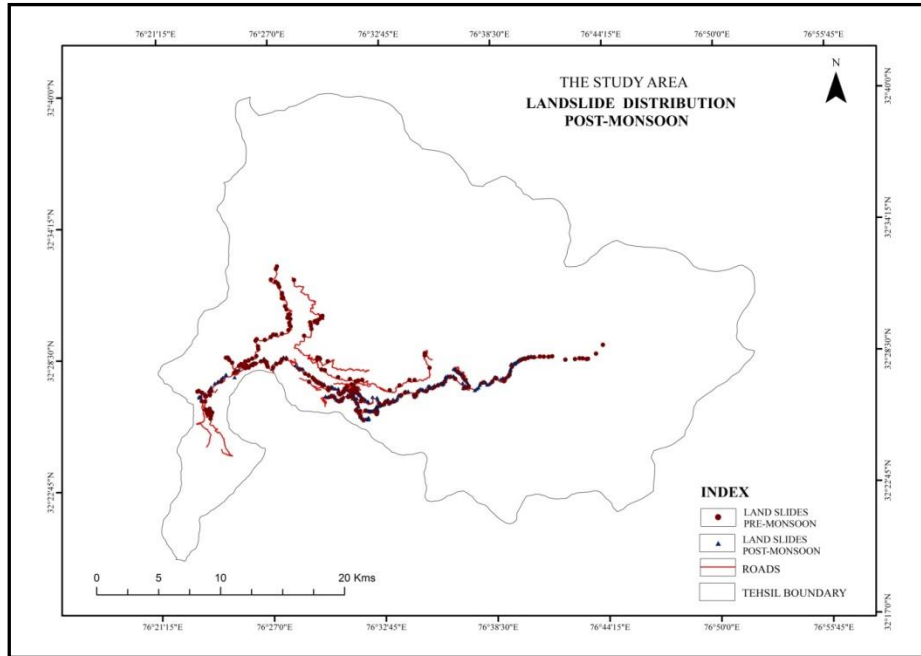 76°21'15"E 76°27'0"E 76°32'45"E 76°38'30"E 76°44'15"E 76°50'0"E 76°55'45"E
THE STUDY AREA
LANDSLIDE DISTRIBUTION
POST-MONSOON
N
32°40'0"N
32°40'0"N
32°34'15"N
32°34'15"N
32°28'30"N
32°28'30"N
32°22'45"N
32°22'45"N
32°17'0"N
INDEX
LAND SLIDES
PRE-MONSOON
LAND SLIDES
POST-MONSOON
ROADS
TEHSIL BOUNDARY
0 5 10 20 Kms
76°21'15"E 76°27'0"E 76°32'45"E 76°38'30"E 76°44'15"E 76°50'0"E 76°55'45"E